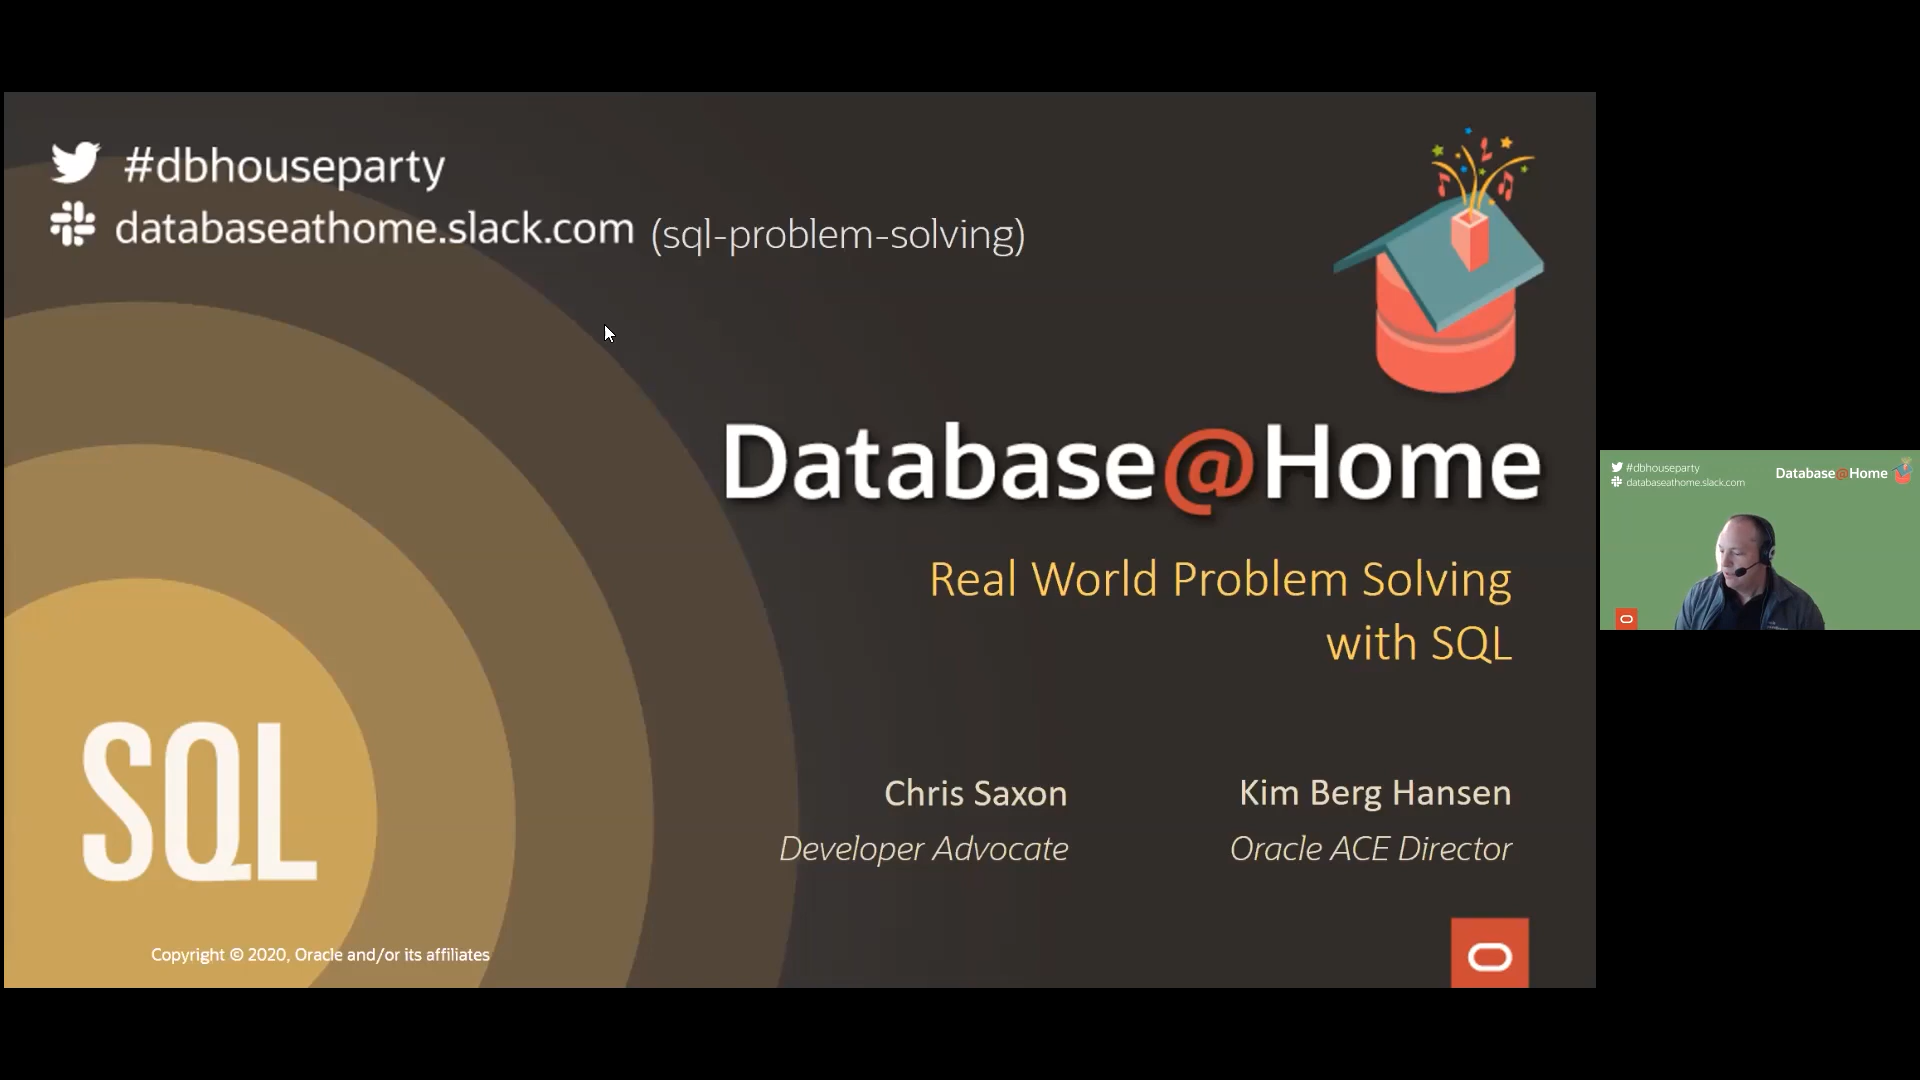 #dbhouseparty
databaseathome.slack.com (sql-problem-solving)
Database@Home
Real World Problem Solving
with SQL
Chris Saxon
Developer Advocate
Kim Berg Hansen
Oracle ACE Director
SQL
Copyright © 2020, Oracle and/or its affiliates
#dbhouseparty
databaseathome.slack.com
Database@Home